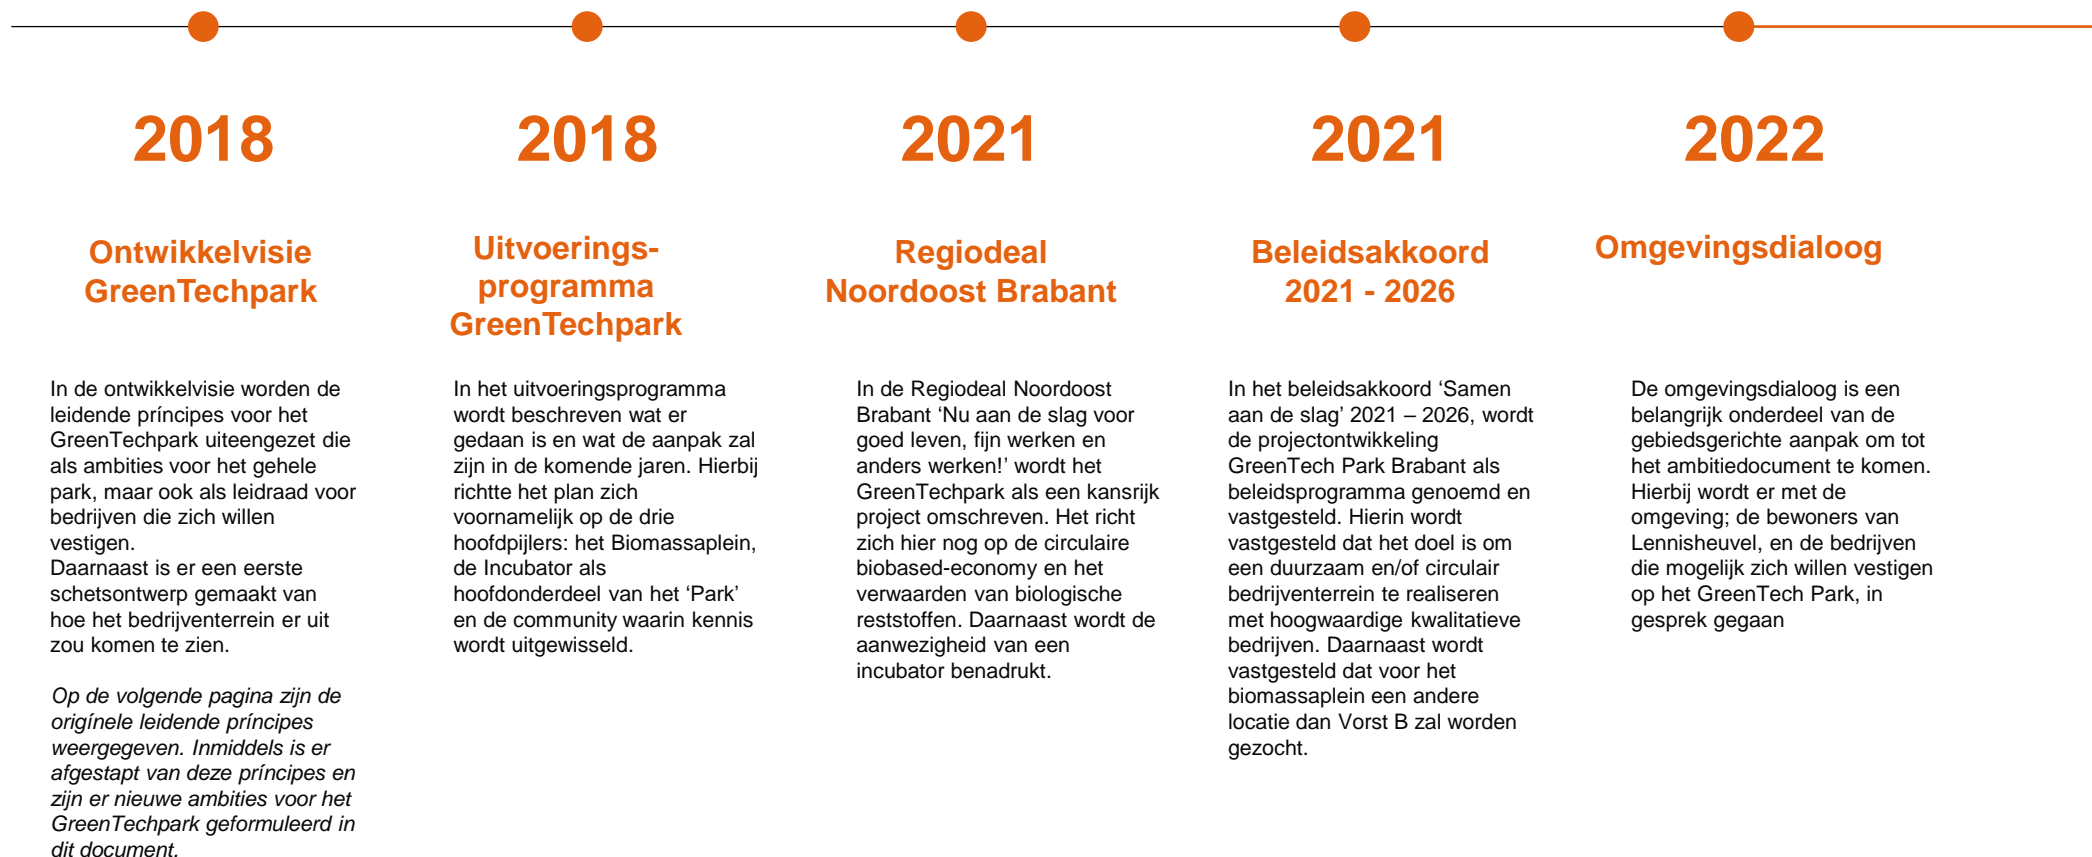 2018
Ontwikkelvisie
GreenTechpark
In de ontwikkelvisie worden de
leidende príncipes voor het
GreenTechpark uiteengezet die
als ambities voor het gehele
park, maar ook als leidraad voor
bedrijven die zich willen
vestigen.
Daarnaast is er een eerste
schetsontwerp gemaakt van
hoe het bedrijventerrein er uit
zou komen te zien.
Op de volgende pagina zijn de
origínele leidende príncipes
weergegeven. Inmiddels is er
afgestapt van deze príncipes en
zijn er nieuwe ambities voor het
GreenTechpark geformuleerd in
dit document.
2018
Uitvoerings-
programma
GreenTechpark
In het uitvoeringsprogramma
wordt beschreven wat er
gedaan is en wat de aanpak zal
zijn in de komende jaren. Hierbij
richtte het plan zich
voornamelijk op de drie
hoofdpijlers: het Biomassaplein,
de Incubator als
hoofdonderdeel van het ‘Park’
en de community waarin kennis
wordt uitgewisseld.
2021
Regiodeal
Noordoost Brabant
In de Regiodeal Noordoost
Brabant ‘Nu aan de slag voor
goed leven, fijn werken en
anders werken!’ wordt het
GreenTechpark als een kansrijk
project omschreven. Het richt
zich hier nog op de circulaire
biobased-economy en het
verwaarden van biologische
reststoffen. Daarnaast wordt de
aanwezigheid van een
incubator benadrukt.
2021
Beleidsakkoord
2021 - 2026
In het beleidsakkoord ‘Samen
aan de slag’ 2021 – 2026, wordt
de projectontwikkeling
GreenTech Park Brabant als
beleidsprogramma genoemd en
vastgesteld. Hierin wordt
vastgesteld dat het doel is om
een duurzaam en/of circulair
bedrijventerrein te realiseren
met hoogwaardige kwalitatieve
bedrijven. Daarnaast wordt
vastgesteld dat voor het
biomassaplein een andere
locatie dan Vorst B zal worden
gezocht.
2022
Omgevingsdialoog
De omgevingsdialoog is een
belangrijk onderdeel van de
gebiedsgerichte aanpak om tot
het ambitiedocument te komen.
Hierbij wordt er met de
omgeving; de bewoners van
Lennisheuvel, en de bedrijven
die mogelijk zich willen vestigen
op het GreenTech Park, in
gesprek gegaan